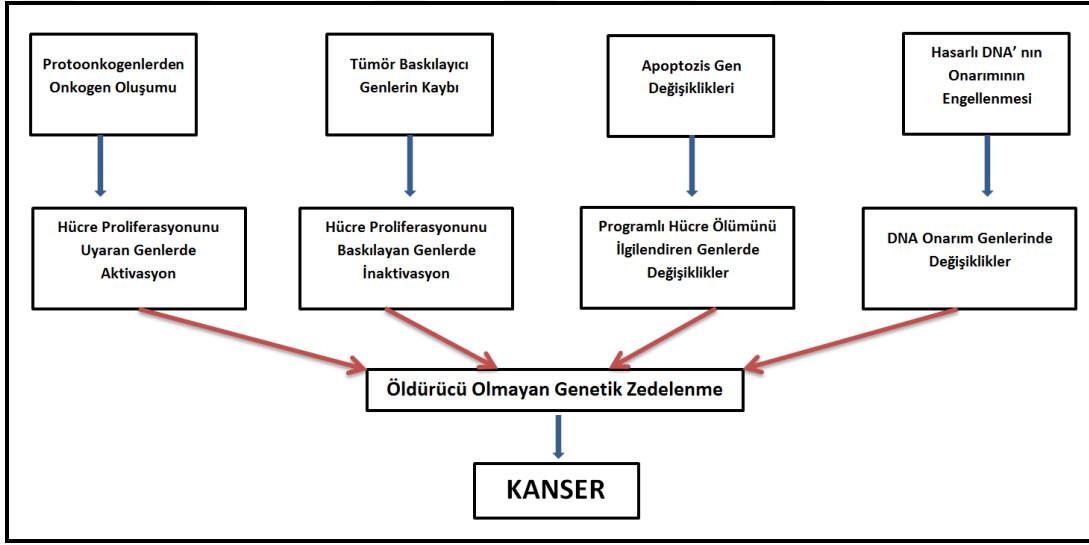 Protoonkogenlerden
Onkogen Oluşumu
Tümör Baskılayıcı
Genlerin Kaybı
Apoptozis Gen
Değişiklikleri
Hasarlı DNA’ nın
Onarımının
Engellenmesi
Hücre Proliferasyonunu
Uyaran Genlerde
Aktivasyon
Hücre Proliferasyonunu
Baskılayan Genlerde
İnaktivasyon
Programlı Hücre Ölümünü
İlgilendiren Genlerde
Değişiklikler
DNA Onarım Genlerinde
Değişiklikler
Öldürücü Olmayan Genetik Zedelenme
KANSER